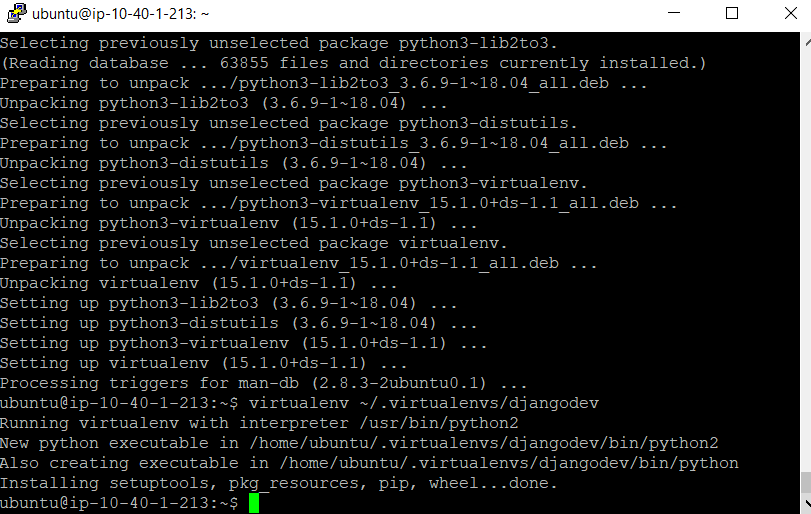 ubuntu@ip-10-40-1-213: ~
Selecting previously unselected package python3-lib2to3.
(Reading database ... 63855 files and directories currently installed.)
Preparing to unpack .../python3-lib2to3_3.6.9-1~18.04_all.deb ...
Unpacking python3-lib2to3 (3.6.9-1~18.04) ...
Selecting previously unselected package python3-distutils.
Preparing to unpack .../python3-distutils_3.6.9-1~18.04_all.deb ...
Unpacking python3-distutils (3.6.9-1~18.04) ...
Selecting previously unselected package python3-virtualenv.
Preparing to unpack .../python3-virtualenv_15.1.0+ds-1.1_all.deb ...
Unpacking python3-virtualenv (15.1.0+ds-1.1) ...
Selecting previously unselected package virtualenv.
Preparing to unpack .../virtualenv_15.1.0+ds-1.1_all.deb ...
Unpacking virtualenv (15.1.0+ds-1.1) ...
Setting up python3-lib2to3 (3.6.9-1~18.04) ...
Setting up python3-distutils (3.6.9-1~18.04) ...
Setting up python3-virtualenv (15.1.0+ds-1.1) ...
Setting up virtualenv (15.1.0+ds-1.1) ...
Processing triggers for man-db (2.8.3-2ubuntu0.1) ...
ubuntu@ip-10-40-1-213:~$ virtualenv ~/.virtualenvs/djangodev
Running virtualenv with interpreter /usr/bin/python2
New python executable in /home/ubuntu/.virtualenvs/djangodev/bin/python2
Also creating executable in /home/ubuntu/.virtualenvs/djangodev/bin/python
Installing setuptools, pkg_resources, pip, wheel...done.
ubuntu@ip-10-40-1-213:~$